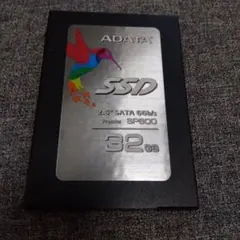 ADATA
SSD
2.5" SATA 6Gb/s
Premier SP600
32GB